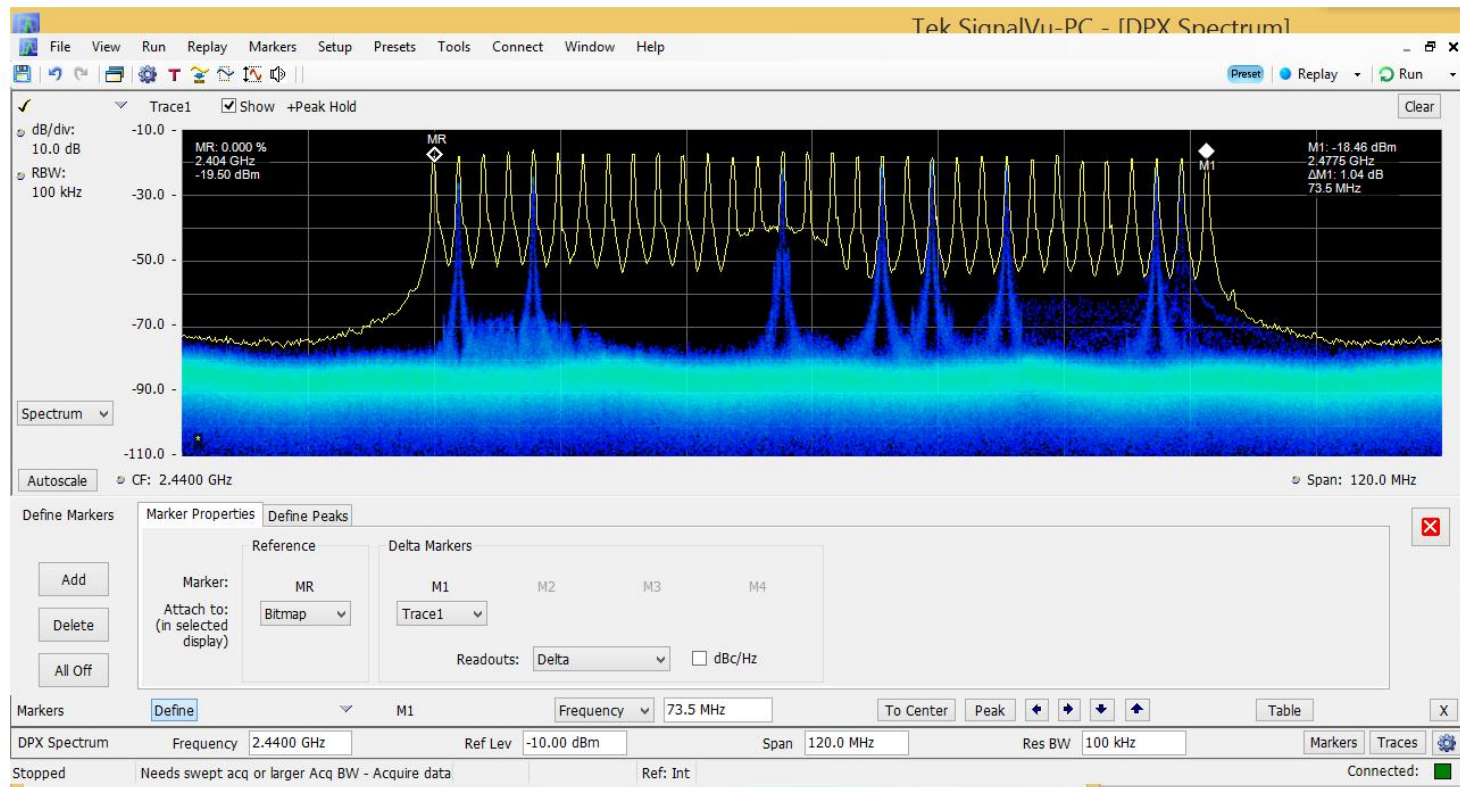 Tek SignalVu-PC - [DPX Spectrum]
File View Run Replay Markers Setup Presets Tools Connect Window Help
T Preset Replay Run
Trace1 Show +Peak Hold Clear
dB/div:
10.0 dB
RBW:
100 kHz
-10.0
-30.0
-50.0
-70.0
-90.0
-110.0
MR: 0.000 %
2.404 GHz
-19.50 dBm
MR
M1
M1: -18.46 dBm
2.4775 GHz
ΔM1: 1.04 dB
73.5 MHz
Spectrum
Autoscale CF: 2.4400 GHz Span: 120.0 MHz
Define Markers Marker Properties Define Peaks
Reference Delta Markers
Add Marker: MR M1 M2 M3 M4
Attach to: Bitmap Trace1
(in selected
display)
Delete
Readouts: Delta dBc/Hz
All Off
Markers Define M1 Frequency 73.5 MHz To Center Peak Table X
DPX Spectrum Frequency 2.4400 GHz Ref Lev -10.00 dBm Span 120.0 MHz Res BW 100 kHz Markers Traces
Stopped Needs swept acq or larger Acq BW - Acquire data Ref: Int Connected: